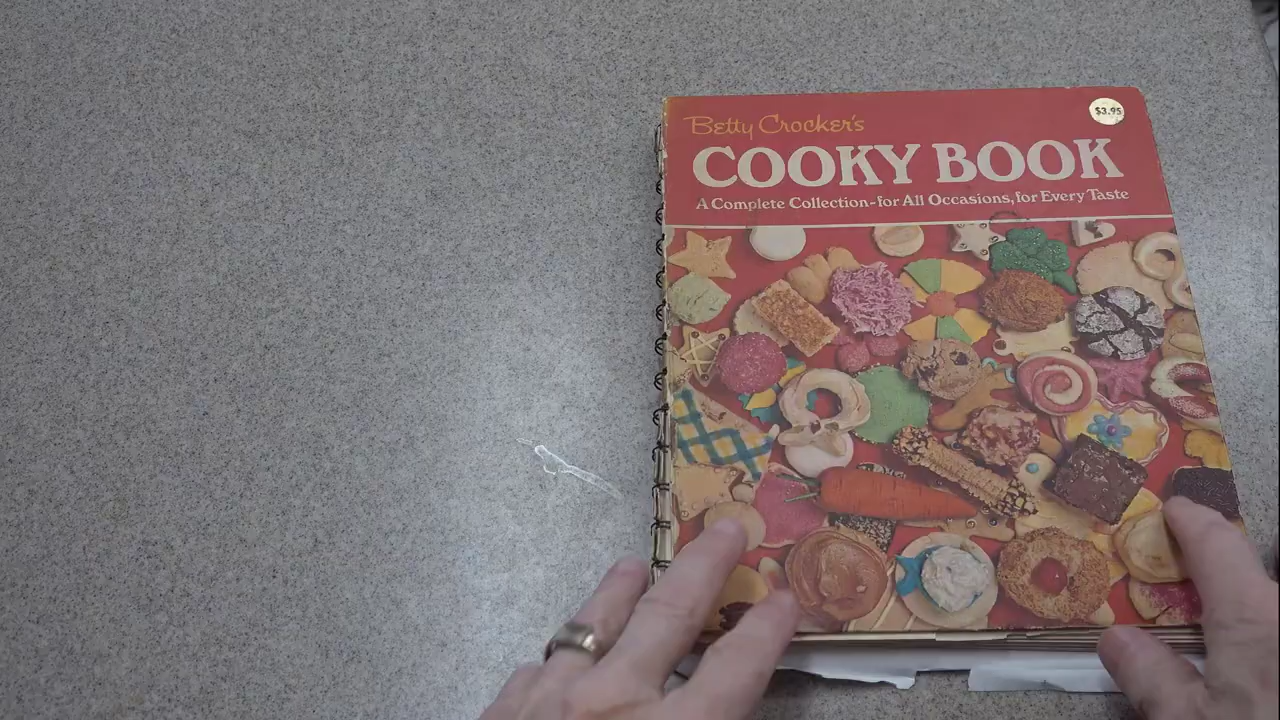 $3.95
Betty Crocker's
COOKY BOOK
A Complete Collection-for All Occasions, for Every Taste